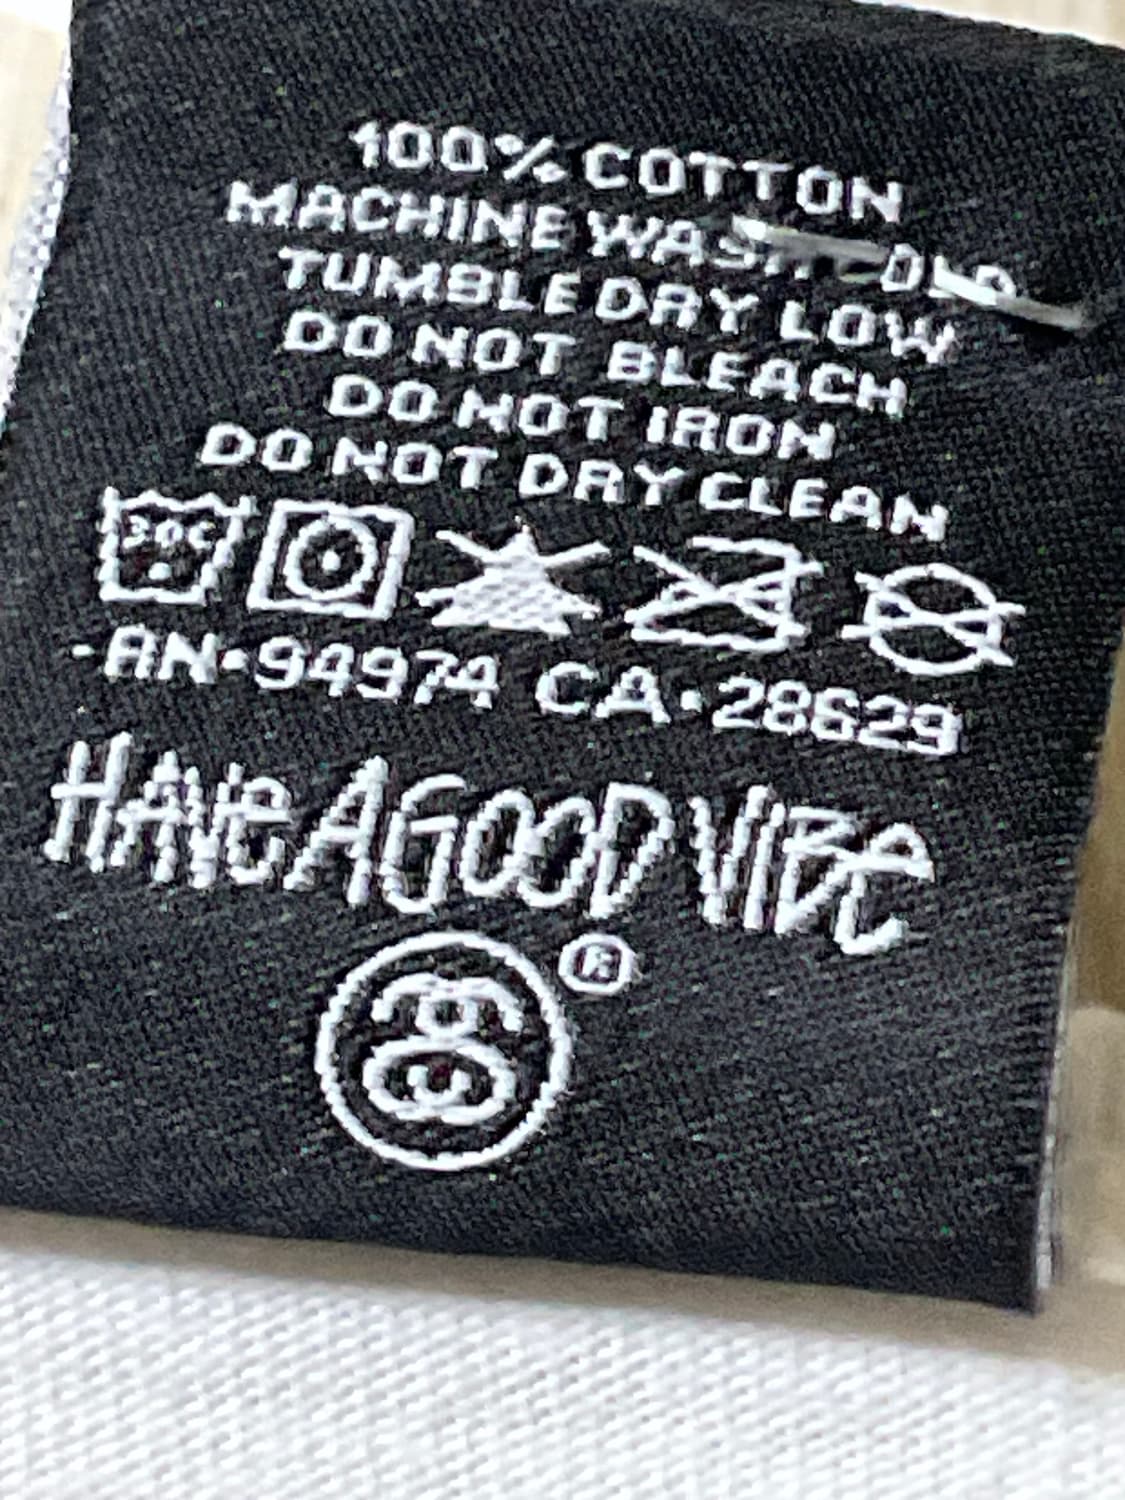 100% COTTON
MACHINE WASH COLD
TUMBLE DRY LOW
DO NOT BLEACH
DO NOT IRON
DO NOT DRY CLEAN
30C
RN·94974 CA·28629
HAVE A GOOD VIBE
®